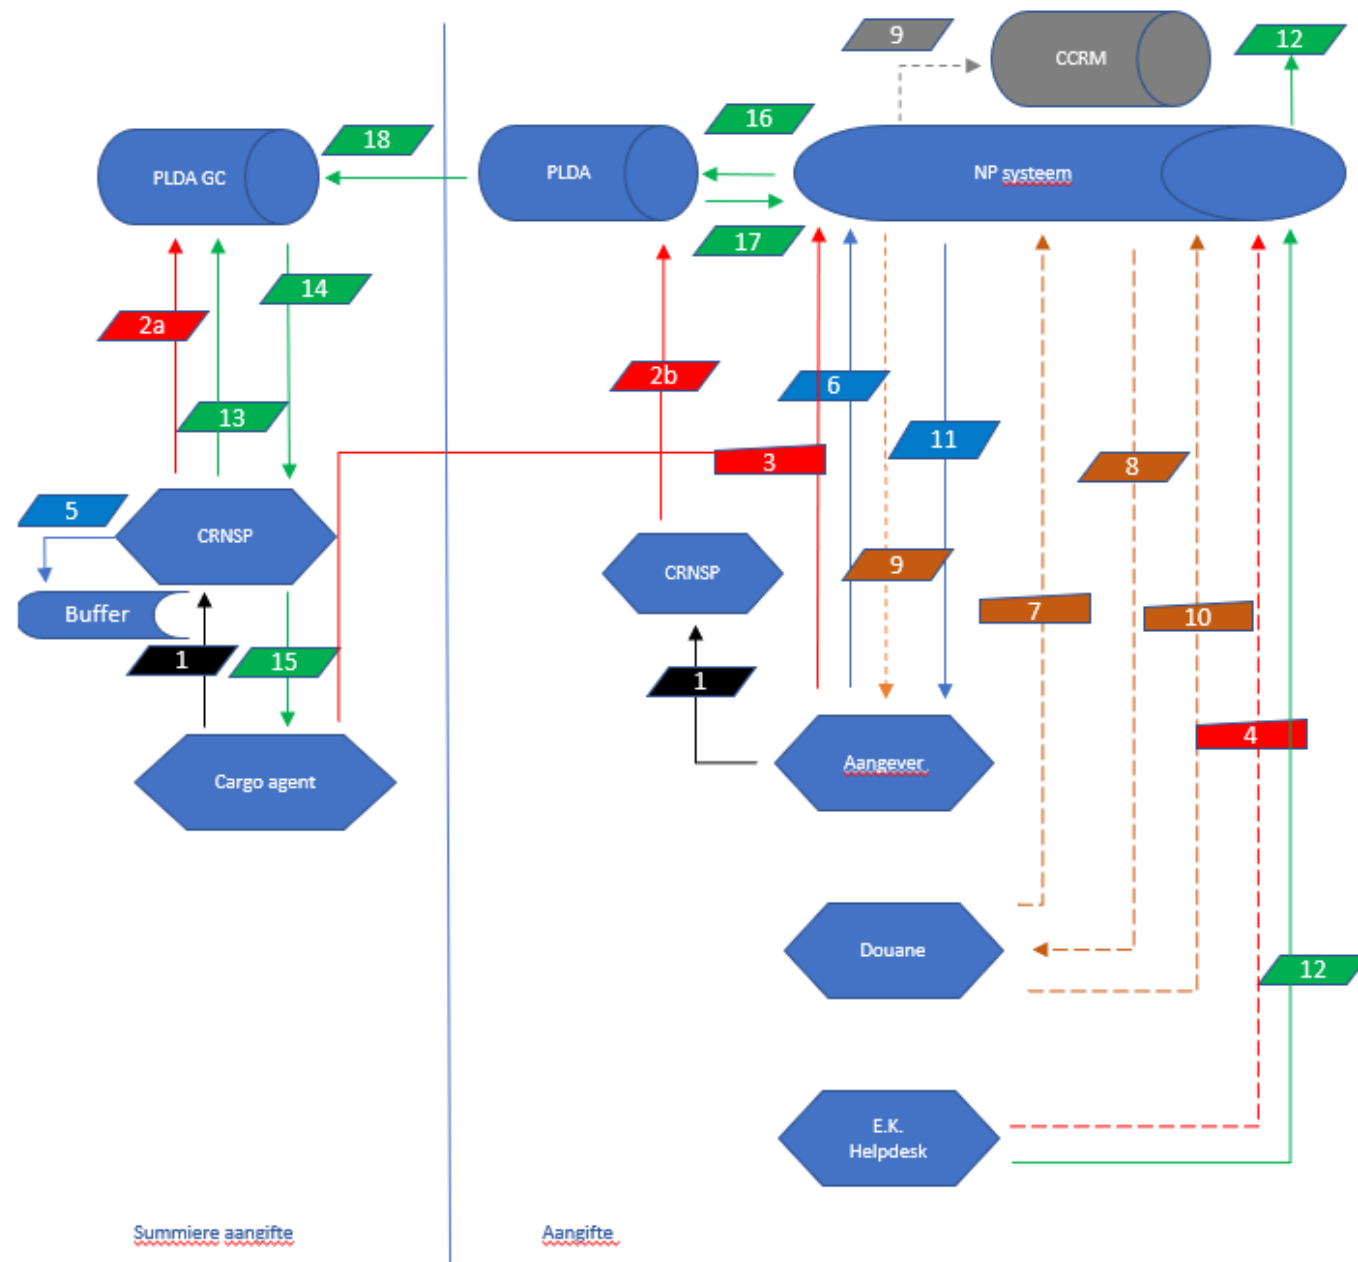 9
CCRM
12
16
18
PLDA GC
PLDA
NP systeem
17
14
2a
2b
6
13
11
3
8
5
CRNSP
CRNSP
9
Buffer
7
10
1
15
1
4
Cargo agent
Aangever
Douane
12
E.K.
Helpdesk
Summiere aangifte
Aangifte